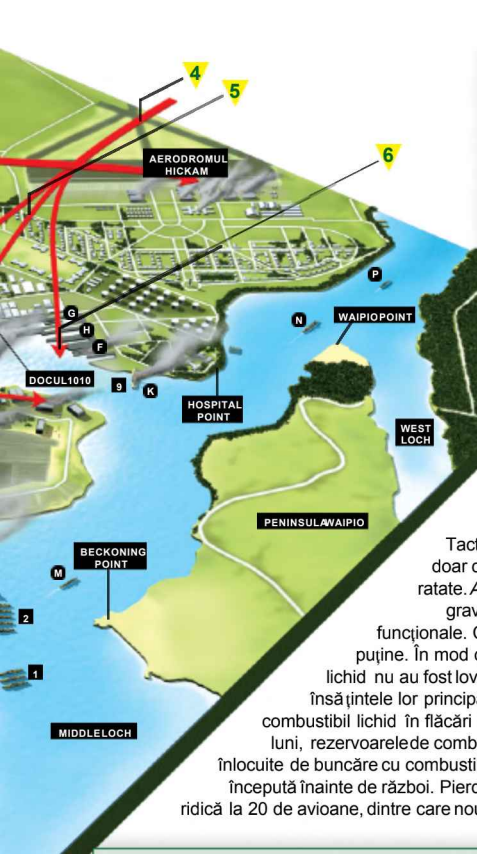 4
5
AERODROMUL
HICKAM
6
P
G
H
F
N
WAIPIO POINT
DOCUL 1010
9
K
HOSPITAL
POINT
WEST
LOCH
PENINSULA WAIPIO
BECKONING
POINT
M
2
1
MIDDLE LOCH
Tact
doar
ratate. A
grav
funcționale.
puține. În mod
lichid nu au fost lov
însă țintele lor principa
combustibil lichid în flăcări
luni, rezervoarele de comb
înlocuite de buncăre cu combusti
începută înainte de război. Pierd
ridică la 20 de avioane, dintre care nou